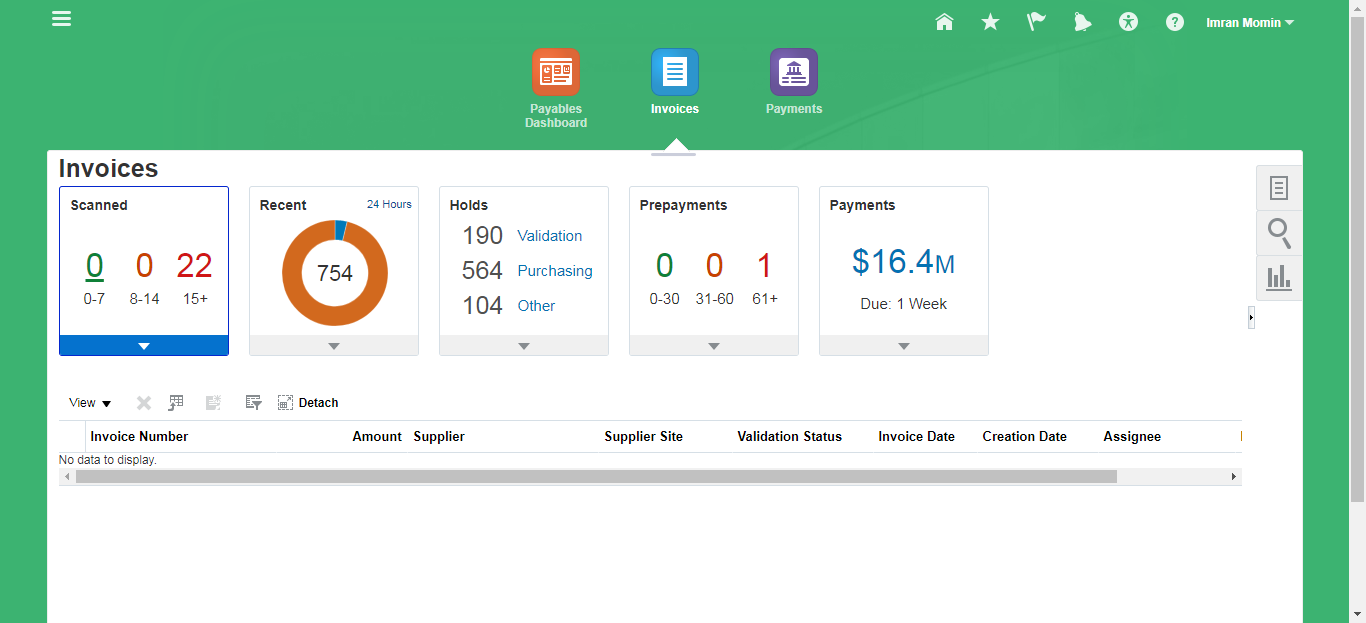 Imran Momin
Payables
Dashboard
Invoices
Payments
Invoices
Scanned
0 0 22
0-7 8-14 15+
Recent 24 Hours
754
Holds
190 Validation
564 Purchasing
104 Other
Prepayments
0 0 1
0-30 31-60 61+
Payments
$16.4M
Due: 1 Week
View Detach
Invoice Number Amount Supplier Supplier Site Validation Status Invoice Date Creation Date Assignee
No data to display.